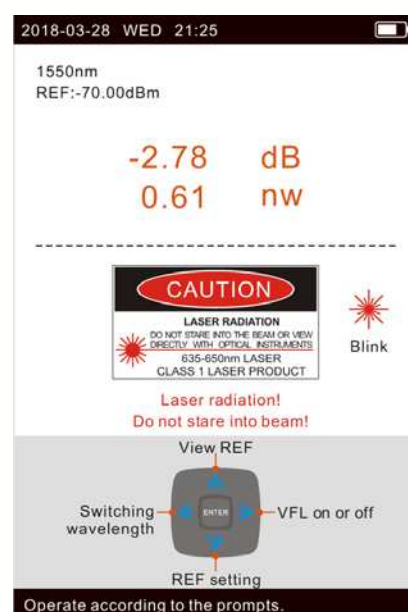 2018-03-28 WED 21:25
1550nm
REF:-70.00dBm
-2.78 dB
0.61 nw
CAUTION
LASER RADIATION
DO NOT STARE INTO THE BEAM OR VIEW
DIRECTLY WITH OPTICAL INSTRUMENTS
635-650nm LASER
CLASS 1 LASER PRODUCT
Blink
Laser radiation!
Do not stare into beam!
View REF
Switching
wavelength
ENTER
VFL on or off
REF setting
Operate according to the prompts.